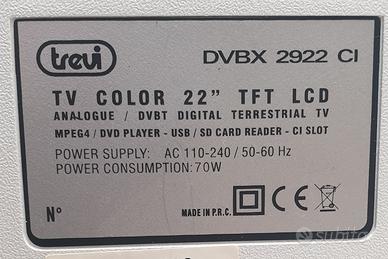 trevi
DVBX 2922 CI
TV COLOR 22" TFT LCD
ANALOGUE / DVBT DIGITAL TERRESTRIAL TV
MPEG4 / DVD PLAYER - USB / SD CARD READER - CI SLOT
POWER SUPPLY: AC 110-240 / 50-60 Hz
POWER CONSUMPTION: 70W
N° MADE IN P.R.C. CE
subito